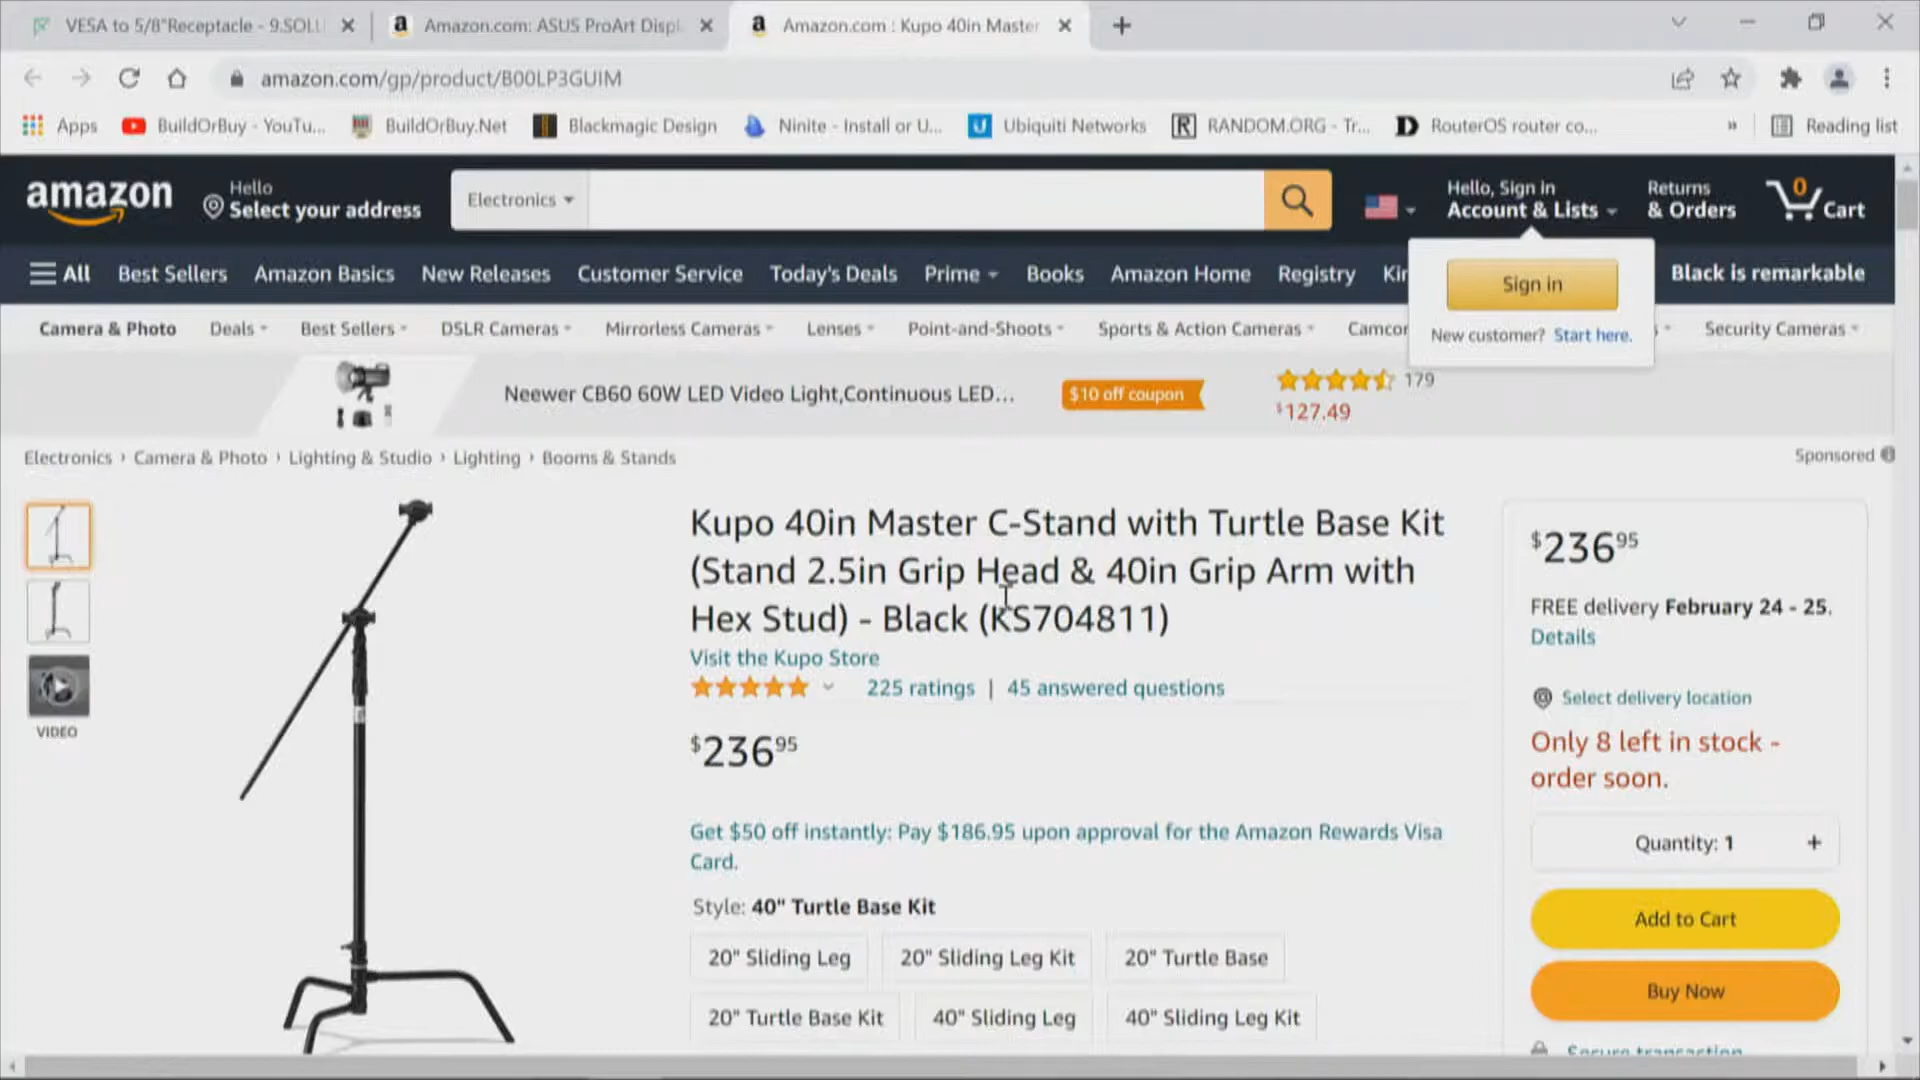 VESA to 5/8"Receptacle - 9.SOLU
Amazon.com: ASUS ProArt Displ
Amazon.com : Kupo 40in Master
amazon.com/gp/product/B00LP3GUIM
Apps
BuildOrBuy - YouTu...
BuildOrBuy.Net
Blackmagic Design
Ninite - Install or U...
Ubiquiti Networks
RANDOM.ORG - Tr...
RouterOS router co...
»
Reading list
amazon
Hello
Select your address
Electronics
Hello, Sign in
Account & Lists
Returns
& Orders
0
Cart
All
Best Sellers
Amazon Basics
New Releases
Customer Service
Today's Deals
Prime
Books
Amazon Home
Registry
Kin
Black is remarkable
Sign in
New customer? Start here.
Camera & Photo
Deals
Best Sellers
DSLR Cameras
Mirrorless Cameras
Lenses
Point-and-Shoots
Sports & Action Cameras
Camcor
Security Cameras
Neewer CB60 60W LED Video Light,Continuous LED...
$10 off coupon
179
$127.49
Electronics › Camera & Photo › Lighting & Studio › Lighting › Booms & Stands
Sponsored
VIDEO
Kupo 40in Master C-Stand with Turtle Base Kit
(Stand 2.5in Grip Head & 40in Grip Arm with
Hex Stud) - Black (KS704811)
Visit the Kupo Store
225 ratings | 45 answered questions
$236.95
Get $50 off instantly: Pay $186.95 upon approval for the Amazon Rewards Visa
Card.
Style: 40" Turtle Base Kit
20" Sliding Leg
20" Sliding Leg Kit
20" Turtle Base
20" Turtle Base Kit
40" Sliding Leg
40" Sliding Leg Kit
$236.95
FREE delivery February 24 - 25.
Details
Select delivery location
Only 8 left in stock -
order soon.
Quantity: 1
+
Add to Cart
Buy Now
Secure transaction